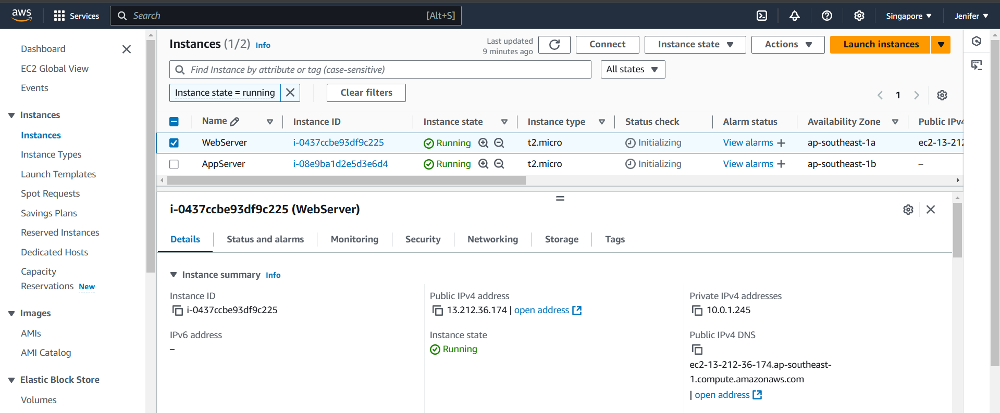 aws
Services
Search [Alt+S]
Singapore
Jenifer
Dashboard
EC2 Global View
Events
Instances
Instances
Instance Types
Launch Templates
Spot Requests
Savings Plans
Reserved Instances
Dedicated Hosts
Capacity
Reservations New
Images
AMIs
AMI Catalog
Elastic Block Store
Volumes
Instances (1/2) Info
Last updated
9 minutes ago
Connect
Instance state
Actions
Launch instances
Find Instance by attribute or tag (case-sensitive)
All states
Instance state = running
Clear filters
1
Name Instance ID Instance state Instance type Status check Alarm status Availability Zone Public IPv4
WebServer i-0437ccbe93df9c225 Running t2.micro Initializing View alarms + ap-southeast-1a ec2-13-212
AppServer i-08e9ba1d2e5d3e6d4 Running t2.micro Initializing View alarms + ap-southeast-1b –
i-0437ccbe93df9c225 (WebServer)
Details Status and alarms Monitoring Security Networking Storage Tags
Instance summary Info
Instance ID
i-0437ccbe93df9c225
IPv6 address
–
Public IPv4 address
13.212.36.174 | open address
Instance state
Running
Private IPv4 addresses
10.0.1.245
Public IPv4 DNS
ec2-13-212-36-174.ap-southeast-
1.compute.amazonaws.com
| open address